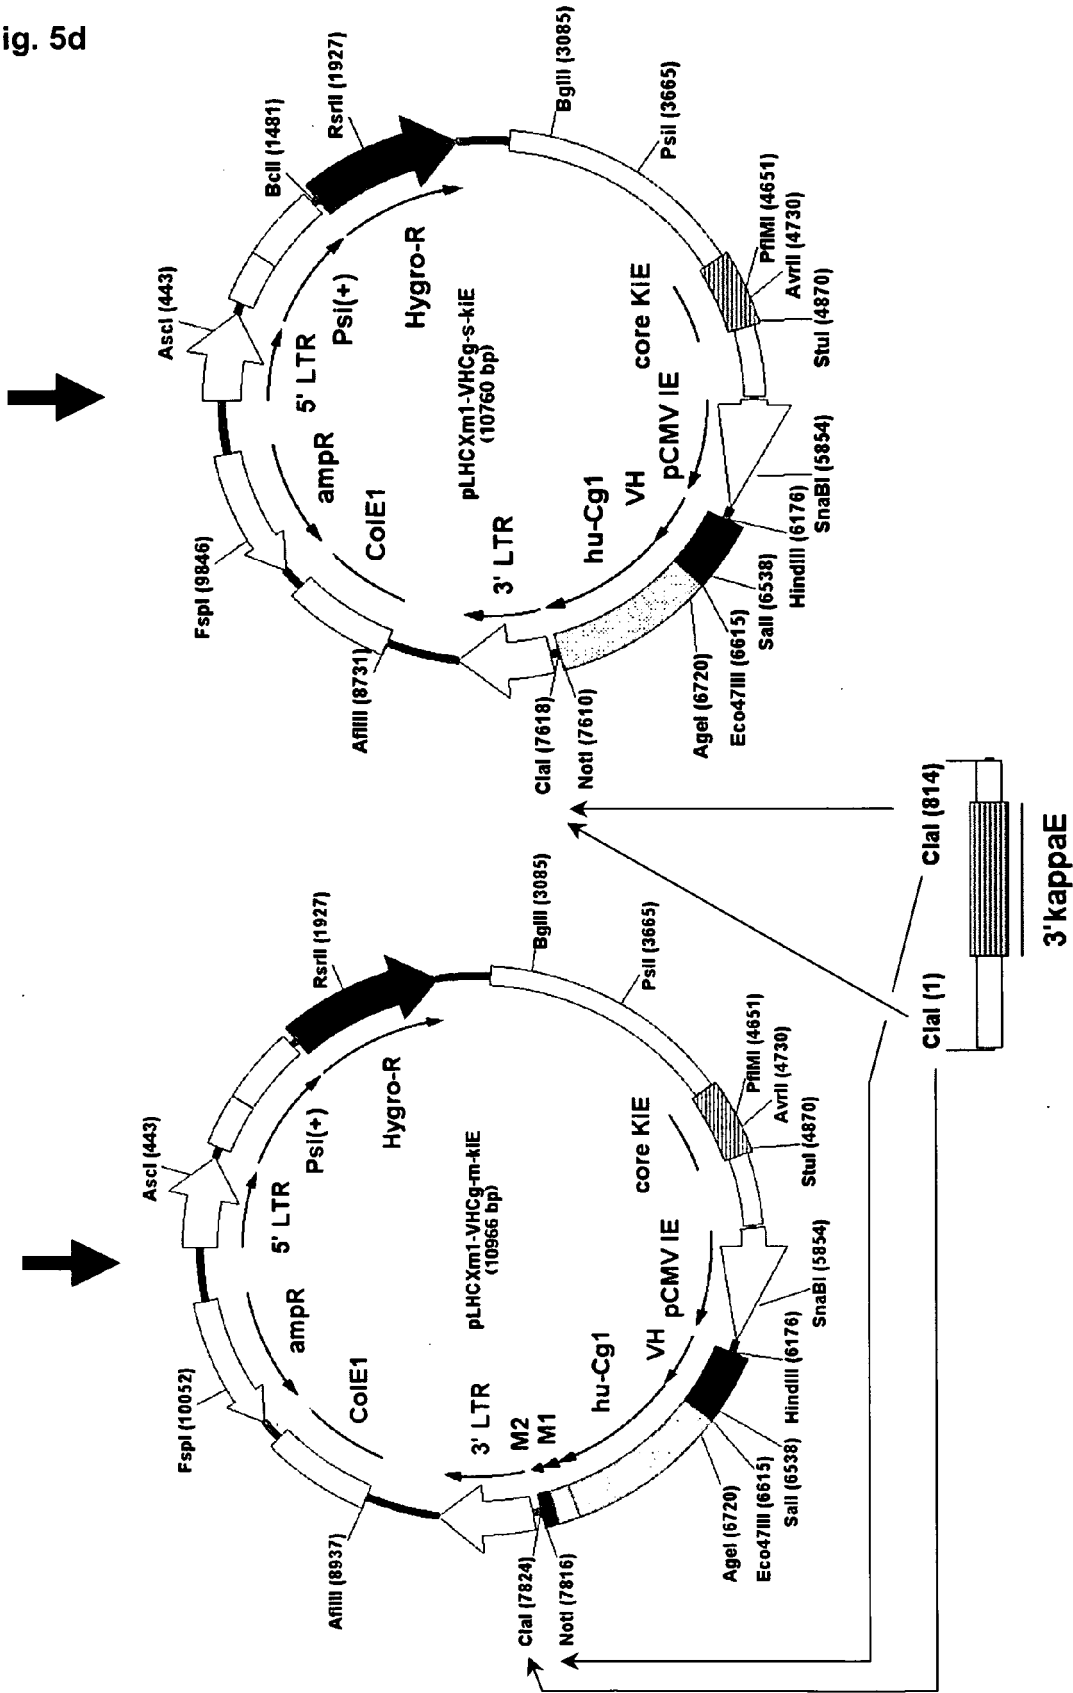 ig. 5d
BglII (3085)
RsrII (1927)
BclI (1481)
PsiI (3665)
AscI (443)
PflMI (4651)
AvrII (4730)
StuI (4870)
Hygro-R
Psi(+)
5' LTR
core KiE
pLHCXm1-VHCg-s-kiE
(10760 bp)
pCMV IE
ampR
VH
SnaBI (5854)
ColE1
hu-Cg1
3' LTR
HindIII (6176)
SalI (6538)
Eco47III (6615)
AgeI (6720)
FspI (9846)
AflIII (8731)
ClaI (7618)
NotI (7610)
BglII (3085)
RsrII (1927)
PsiI (3665)
AscI (443)
PflMI (4651)
AvrII (4730)
StuI (4870)
Hygro-R
Psi(+)
5' LTR
core KiE
pLHCXm1-VHCg-m-kiE
(10966 bp)
pCMV IE
ampR
VH
SnaBI (5854)
ColE1
hu-Cg1
3' LTR
M2
M1
HindIII (6176)
SalI (6538)
Eco47III (6615)
AgeI (6720)
FspI (10052)
AflIII (8937)
ClaI (7824)
NotI (7816)
ClaI (814)
ClaI (1)
3'kappaE